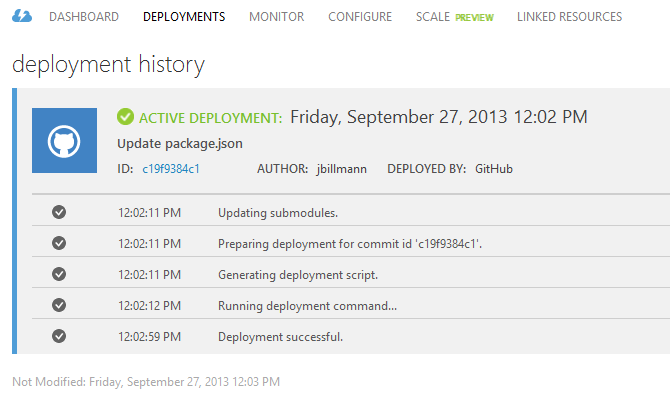 DASHBOARD DEPLOYMENTS MONITOR CONFIGURE SCALE PREVIEW LINKED RESOURCES
deployment history
ACTIVE DEPLOYMENT: Friday, September 27, 2013 12:02 PM
Update package.json
ID: c19f9384c1 AUTHOR: jbillmann DEPLOYED BY: GitHub
12:02:11 PM Updating submodules.
12:02:11 PM Preparing deployment for commit id 'c19f9384c1'.
12:02:11 PM Generating deployment script.
12:02:12 PM Running deployment command...
12:02:59 PM Deployment successful.
Not Modified: Friday, September 27, 2013 12:03 PM